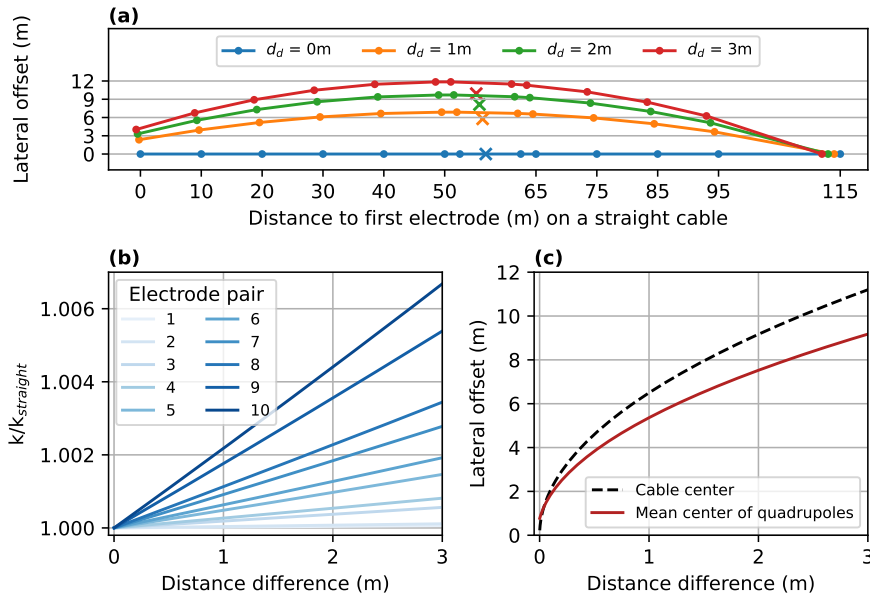 (a)
Lateral offset (m)
12
9
6
3
0
d_d = 0m
d_d = 1m
d_d = 2m
d_d = 3m
0 10 20 30 40 50 65 75 85 95 115
Distance to first electrode (m) on a straight cable
(b)
k/k_straight
1.006
1.004
1.002
1.000
Electrode pair
1 6
2 7
3 8
4 9
5 10
0 1 2 3
Distance difference (m)
(c)
Lateral offset (m)
12
10
8
6
4
2
0
Cable center
Mean center of quadrupoles
0 1 2 3
Distance difference (m)